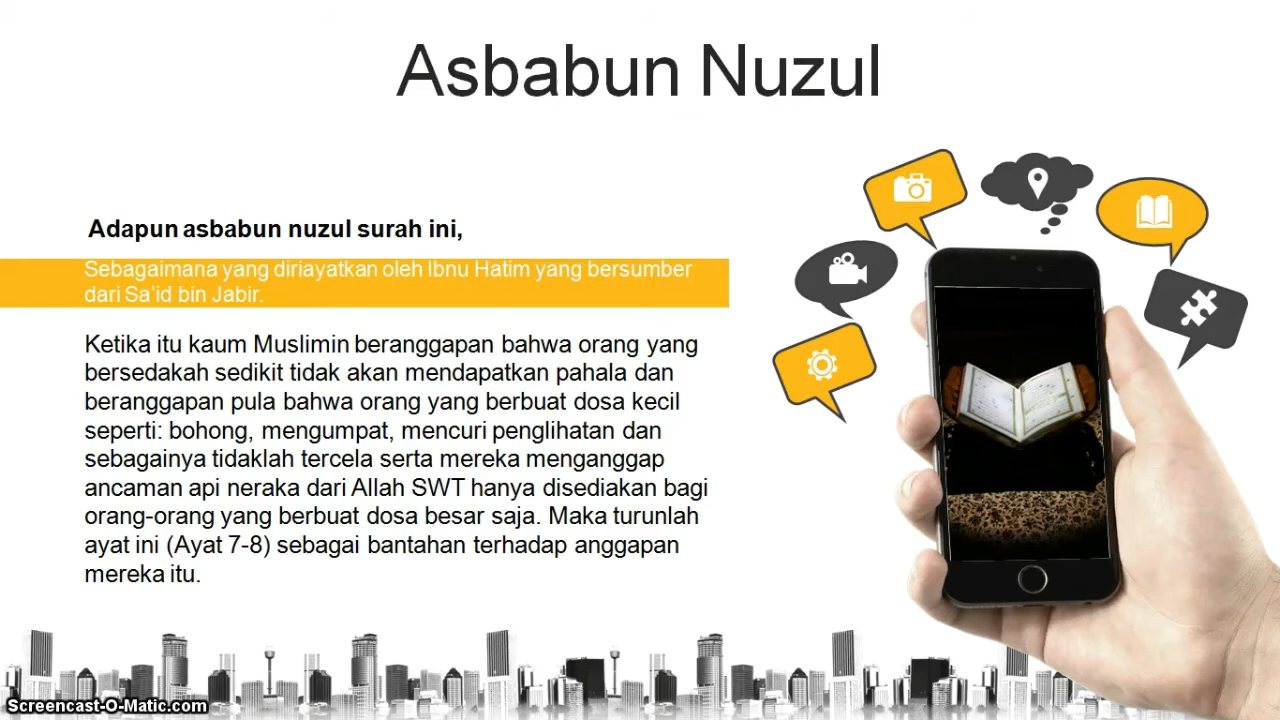 Asbabun Nuzul
Adapun asbabun nuzul surah ini,
Sebagaimana yang diriayatkan oleh Ibnu Hatim yang bersumber
dari Sa'id bin Jabir.
Ketika itu kaum Muslimin beranggapan bahwa orang yang
bersedakah sedikit tidak akan mendapatkan pahala dan
beranggapan pula bahwa orang yang berbuat dosa kecil
seperti: bohong, mengumpat, mencuri penglihatan dan
sebagainya tidaklah tercela serta mereka menganggap
ancaman api neraka dari Allah SWT hanya disediakan bagi
orang-orang yang berbuat dosa besar saja. Maka turunlah
ayat ini (Ayat 7-8) sebagai bantahan terhadap anggapan
mereka itu.
Screencast-O-Matic.com